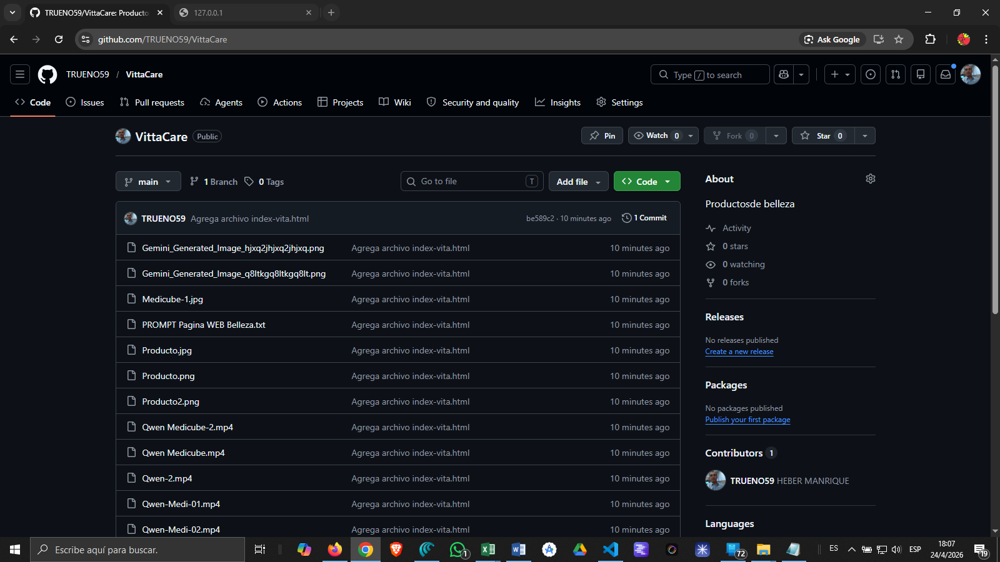 TRUENO59/VittaCare: Producto
127.0.0.1
github.com/TRUENO59/VittaCare
Ask Google
TRUENO59 / VittaCare
Type / to search
Code
Issues
Pull requests
Agents
Actions
Projects
Wiki
Security and quality
Insights
Settings
VittaCare Public
Pin
Watch 0
Fork 0
Star 0
main
1 Branch
0 Tags
Go to file T
Add file
Code
TRUENO59 Agrega archivo index-vita.html be589c2 · 10 minutes ago 1 Commit
Gemini_Generated_Image_hjxq2jhjxq2jhjxq.png Agrega archivo index-vita.html 10 minutes ago
Gemini_Generated_Image_q8ltkgq8ltkgq8lt.png Agrega archivo index-vita.html 10 minutes ago
Medicube-1.jpg Agrega archivo index-vita.html 10 minutes ago
PROMPT Pagina WEB Belleza.txt Agrega archivo index-vita.html 10 minutes ago
Producto.jpg Agrega archivo index-vita.html 10 minutes ago
Producto.png Agrega archivo index-vita.html 10 minutes ago
Producto2.png Agrega archivo index-vita.html 10 minutes ago
Qwen Medicube-2.mp4 Agrega archivo index-vita.html 10 minutes ago
Qwen Medicube.mp4 Agrega archivo index-vita.html 10 minutes ago
Qwen-2.mp4 Agrega archivo index-vita.html 10 minutes ago
Qwen-Medi-01.mp4 Agrega archivo index-vita.html 10 minutes ago
Qwen-Medi-02.mp4 Agrega archivo index-vita.html 10 minutes ago
About
Productosde belleza
Activity
0 stars
0 watching
0 forks
Releases
No releases published
Create a new release
Packages
No packages published
Publish your first package
Contributors 1
TRUENO59 HEBER MANRIQUE
Languages
Escribe aquí para buscar.
1
72
ES
ESP
18:07
24/4/2026
19